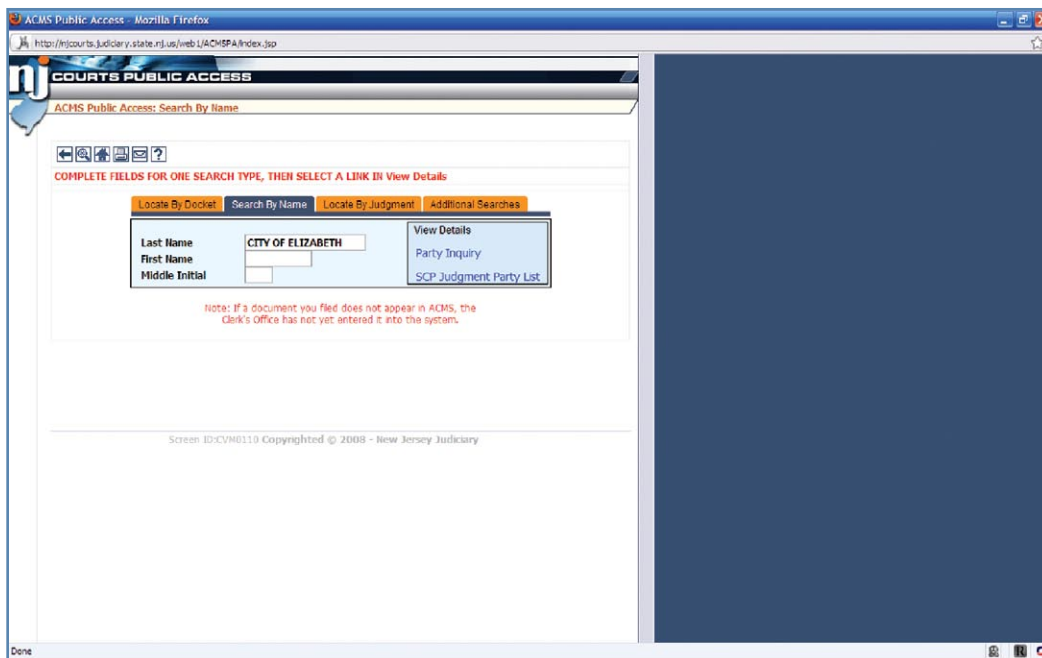 ACMS Public Access - Mozilla Firefox
http://njcourts.judiciary.state.nj.us/web1/ACMSPA/index.jsp
nj COURTS PUBLIC ACCESS
ACMS Public Access: Search By Name
COMPLETE FIELDS FOR ONE SEARCH TYPE, THEN SELECT A LINK IN View Details
Locate By Docket Search By Name Locate By Judgment Additional Searches
View Details
Last Name CITY OF ELIZABETH
Party Inquiry
First Name
Middle Initial
SCP Judgment Party List
Note: If a document you filed does not appear in ACMS, the
Clerk's Office has not yet entered it into the system.
Screen ID:CVM0110 Copyrighted © 2008 - New Jersey Judiciary
Done